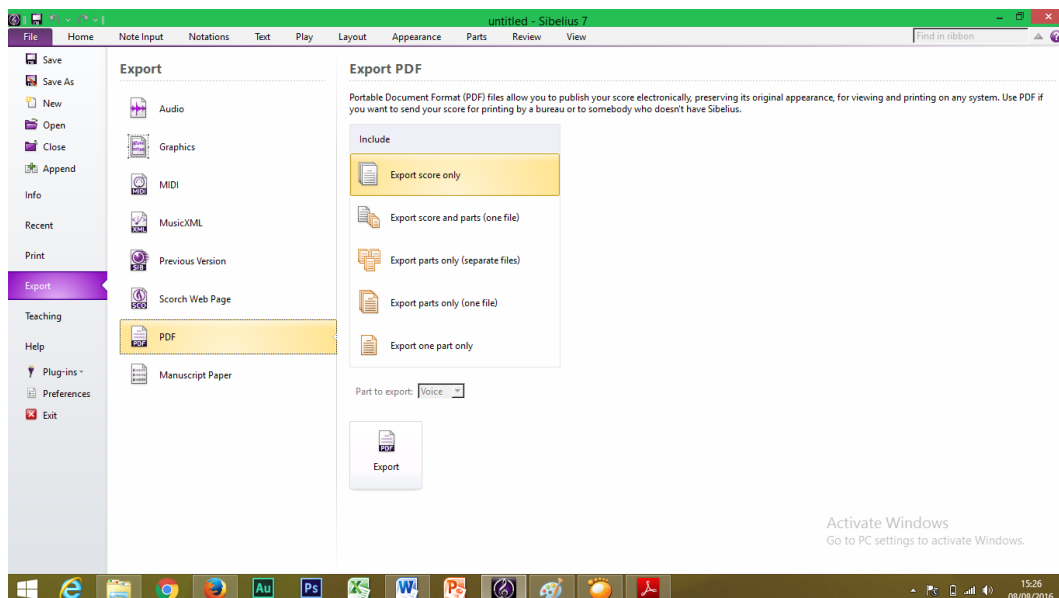 untitled - Sibelius 7
File Home Note Input Notations Text Play Layout Appearance Parts Review View Find in ribbon
Save
Save As
New
Open
Close
Append
Info
Recent
Print
Export
Teaching
Help
Plug-ins
Preferences
Exit
Export
Audio
Graphics
MIDI
MusicXML
Previous Version
Scorch Web Page
PDF
Manuscript Paper
Export PDF
Portable Document Format (PDF) files allow you to publish your score electronically, preserving its original appearance, for viewing and printing on any system. Use PDF if
you want to send your score for printing by a bureau or to somebody who doesn't have Sibelius.
Include
Export score only
Export score and parts (one file)
Export parts only (separate files)
Export parts only (one file)
Export one part only
Part to export: Voice
PDF
Export
Activate Windows
Go to PC settings to activate Windows.
Au Ps
15:26
08/08/2016